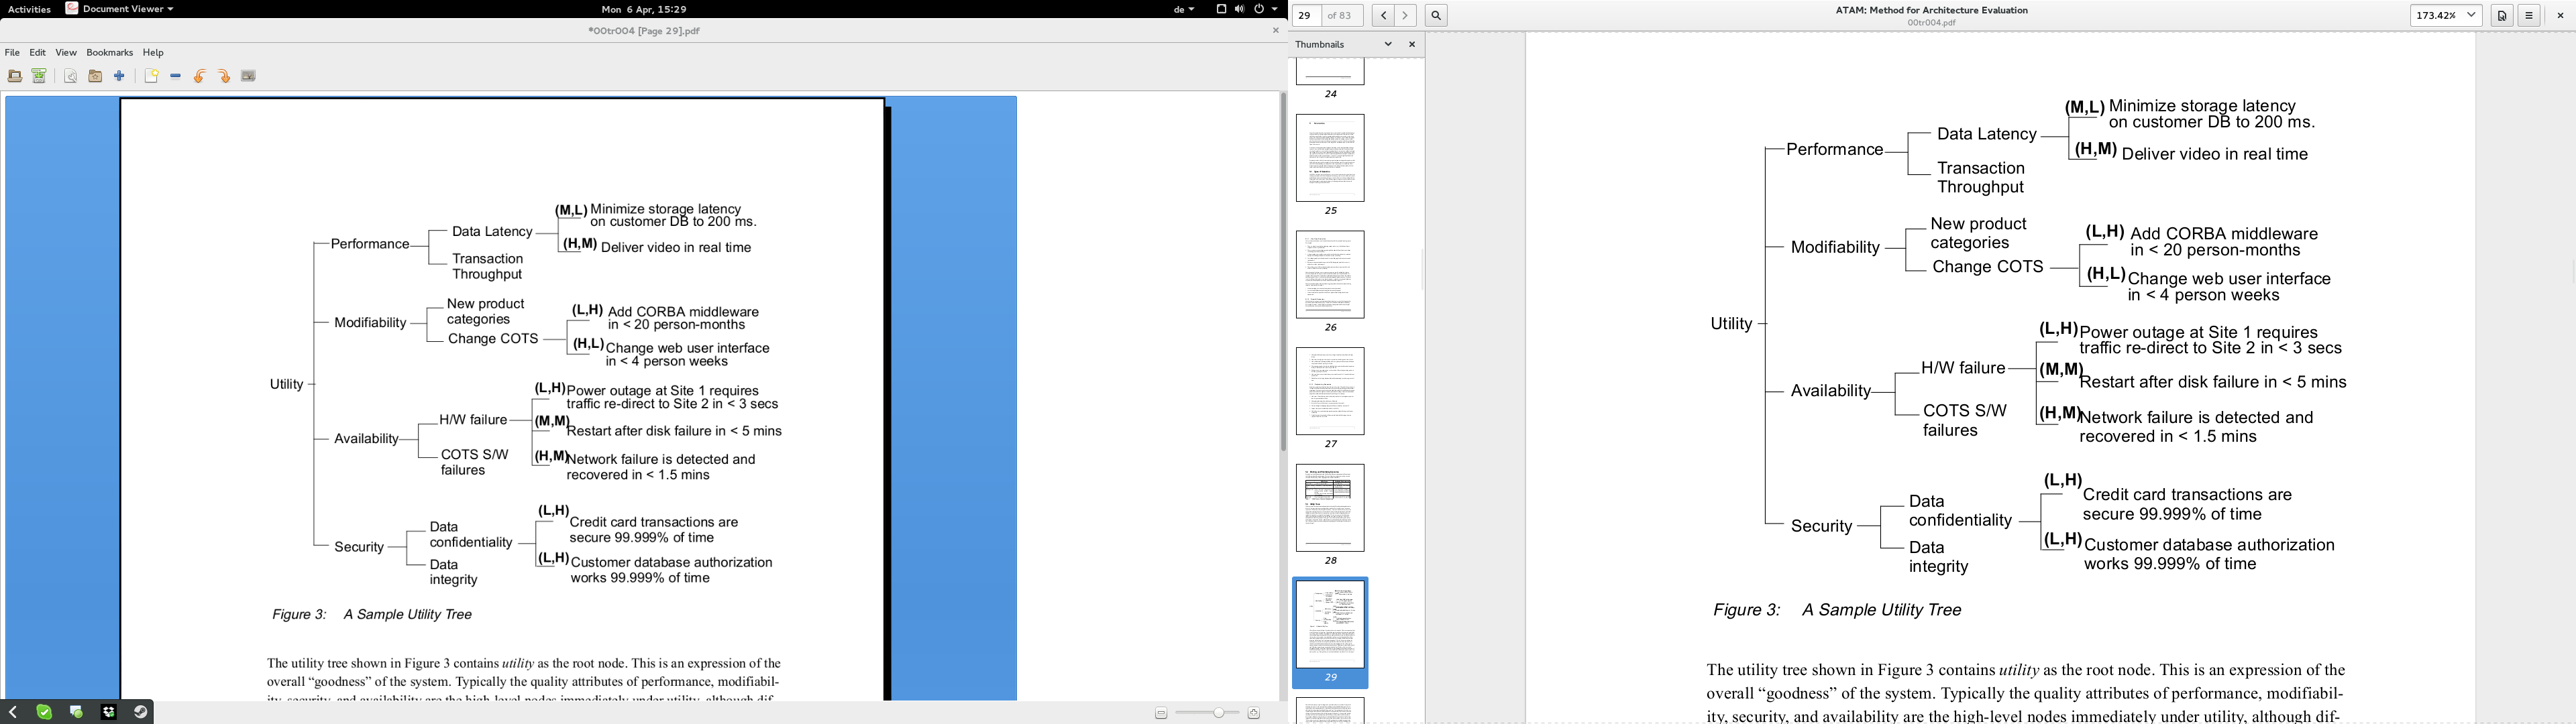 Activities
Document Viewer
Mon 6 Apr, 15:29
de
*00tr004 [Page 29].pdf
File Edit View Bookmarks Help
(M,L) Minimize storage latency
on customer DB to 200 ms.
Data Latency
(H,M) Deliver video in real time
Performance
Transaction
Throughput
New product
categories
(L,H) Add CORBA middleware
in < 20 person-months
Modifiability
Change COTS
(H,L) Change web user interface
in < 4 person weeks
Utility
(L,H) Power outage at Site 1 requires
traffic re-direct to Site 2 in < 3 secs
H/W failure
(M,M) Restart after disk failure in < 5 mins
Availability
COTS S/W
failures
(H,M) Network failure is detected and
recovered in < 1.5 mins
(L,H) Credit card transactions are
secure 99.999% of time
Data
confidentiality
Security
(L,H) Customer database authorization
works 99.999% of time
Data
integrity
Figure 3: A Sample Utility Tree
The utility tree shown in Figure 3 contains utility as the root node. This is an expression of the
overall “goodness” of the system. Typically the quality attributes of performance, modifiabil-
ity, security, and availability are the high-level nodes immediately under utility, although dif-
29 of 83
ATAM: Method for Architecture Evaluation
00tr004.pdf
173.42%
Thumbnails
24
25
26
27
28
29
(M,L) Minimize storage latency
on customer DB to 200 ms.
Data Latency
(H,M) Deliver video in real time
Performance
Transaction
Throughput
New product
categories
(L,H) Add CORBA middleware
in < 20 person-months
Modifiability
Change COTS
(H,L) Change web user interface
in < 4 person weeks
Utility
(L,H) Power outage at Site 1 requires
traffic re-direct to Site 2 in < 3 secs
H/W failure
(M,M) Restart after disk failure in < 5 mins
Availability
COTS S/W
failures
(H,M) Network failure is detected and
recovered in < 1.5 mins
(L,H) Credit card transactions are
secure 99.999% of time
Data
confidentiality
Security
(L,H) Customer database authorization
works 99.999% of time
Data
integrity
Figure 3: A Sample Utility Tree
The utility tree shown in Figure 3 contains utility as the root node. This is an expression of the
overall “goodness” of the system. Typically the quality attributes of performance, modifiabil-
ity, security, and availability are the high-level nodes immediately under utility, although dif-